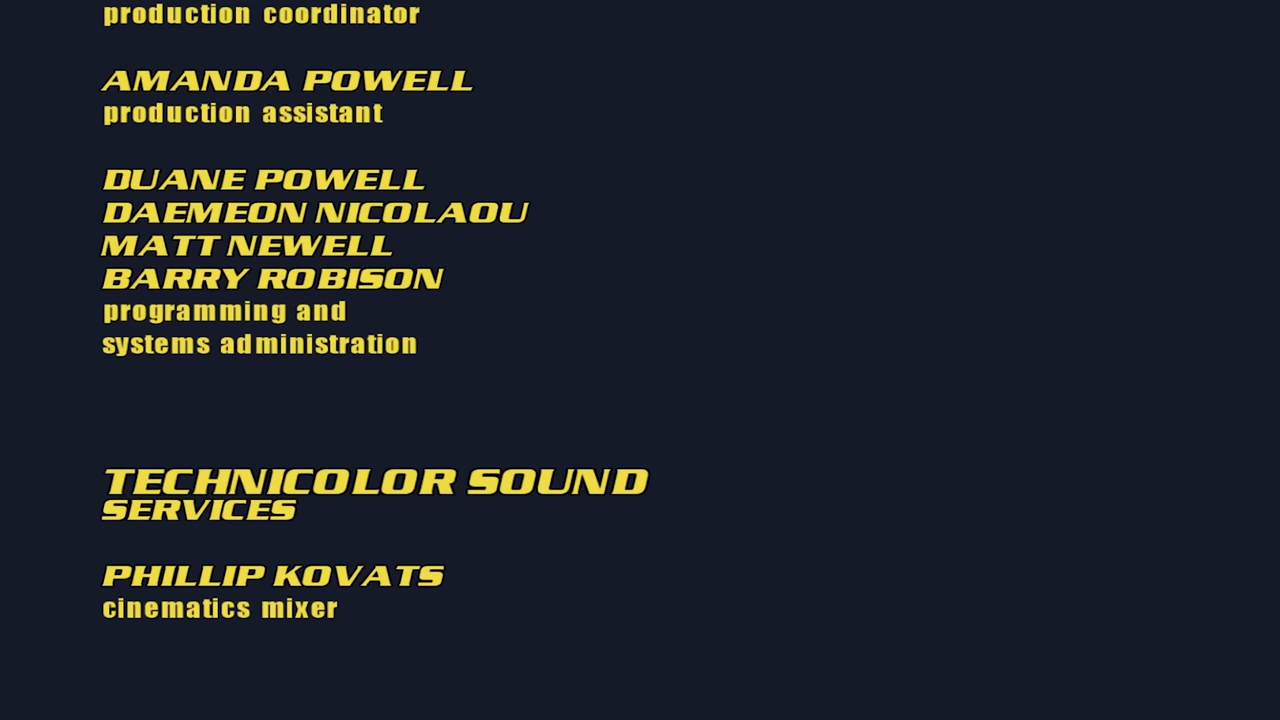 production coordinator
AMANDA POWELL
production assistant
DUANE POWELL
DAEMEON NICOLAOU
MATT NEWELL
BARRY ROBISON
programming and
systems administration
TECHNICOLOR SOUND
SERVICES
PHILLIP KOVATS
cinematics mixer